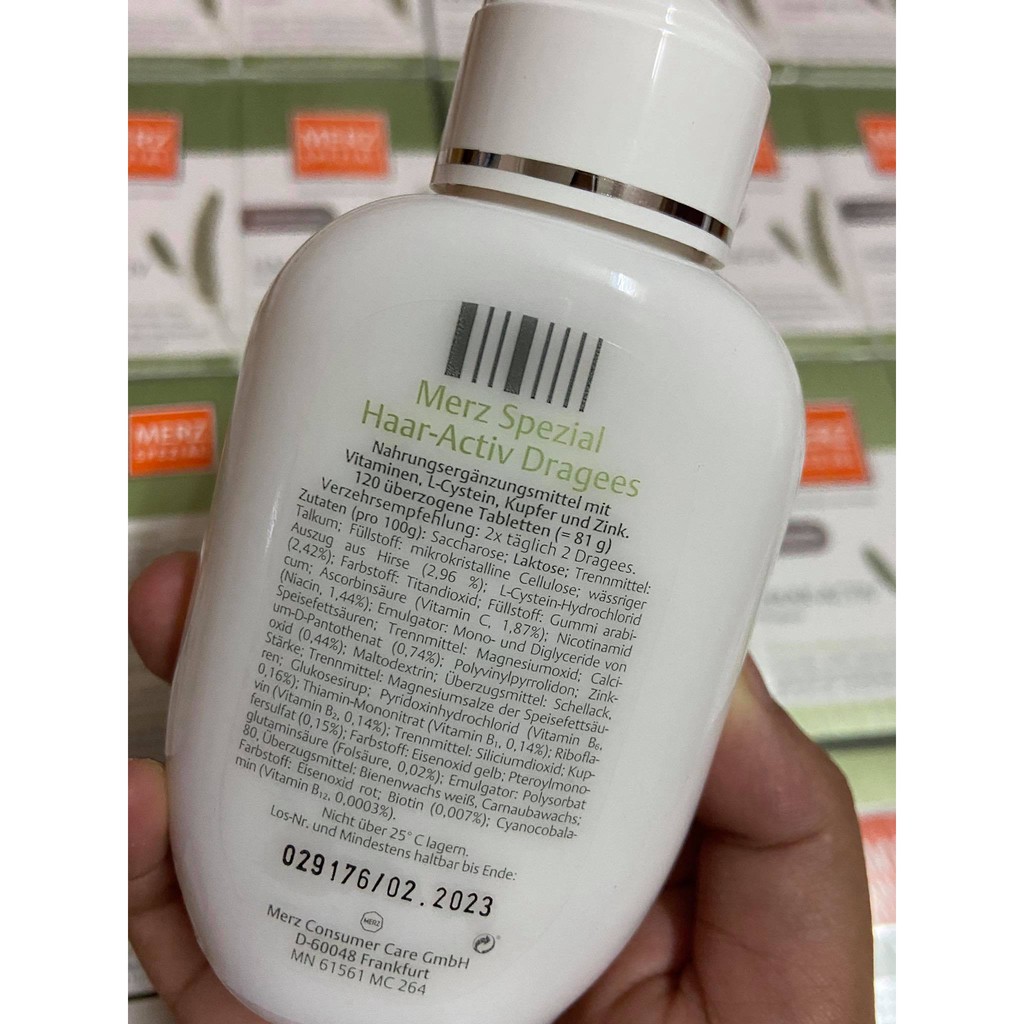 MERZ
SPEZIAL
MERZ
SPEZIAL
Merz Spezial
Haar-Activ Dragees
Nahrungsergänzungsmittel mit
Vitaminen, L-Cystein, Kupfer und Zink.
120 überzogene Tabletten (= 81 g)
Verzehrsempfehlung: 2x täglich 2 Dragees.
Zutaten (pro 100g): Saccharose; Laktose; Trennmittel:
Talkum; Füllstoff: mikrokristalline Cellulose; wässriger
Auszug aus Hirse (2,96 %); L-Cystein-Hydrochlorid
(2,42%); Farbstoff: Titandioxid; Füllstoff: Gummi arabi-
cum; Ascorbinsäure (Vitamin C, 1,87%); Nicotinamid
(Niacin, 1,44%); Emulgator: Mono- und Diglyceride von
Speisefettsäuren; Trennmittel: Magnesiumoxid; Calci-
um-D-Pantothenat (0,74%); Polyvinylpyrrolidon; Zink-
oxid (0,44%); Maltodextrin; Überzugsmittel: Schellack,
Stärke; Trennmittel: Magnesiumsalze der Speisefettsäu-
ren; Glukosesirup; Pyridoxinhydrochlorid (Vitamin B₆,
0,16%); Thiamin-Mononitrat (Vitamin B₁, 0,14%); Ribofla-
vin (Vitamin B₂, 0,14%); Trennmittel: Siliciumdioxid; Kup-
fersulfat (0,15%); Farbstoff: Eisenoxid gelb; Pteroylmono-
glutaminsäure (Folsäure, 0,02%); Emulgator: Polysorbat
80, Überzugsmittel: Bienenwachs weiß, Carnaubawachs;
Farbstoff: Eisenoxid rot; Biotin (0,007%); Cyanocobala-
min (Vitamin B₁₂, 0,0003%).
Nicht über 25° C lagern.
Los-Nr. und Mindestens haltbar bis Ende:
029176/02.2023
MERZ
Merz Consumer Care GmbH
D-60048 Frankfurt
MN 61561 MC 264